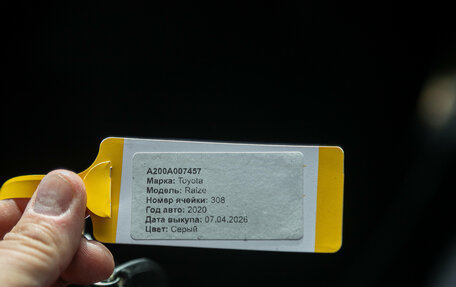 A200A007457
Марка: Toyota
Модель: Raize
Номер ячейки: 308
Год авто: 2020
Дата выкупа: 07.04.2026
Цвет: Серый